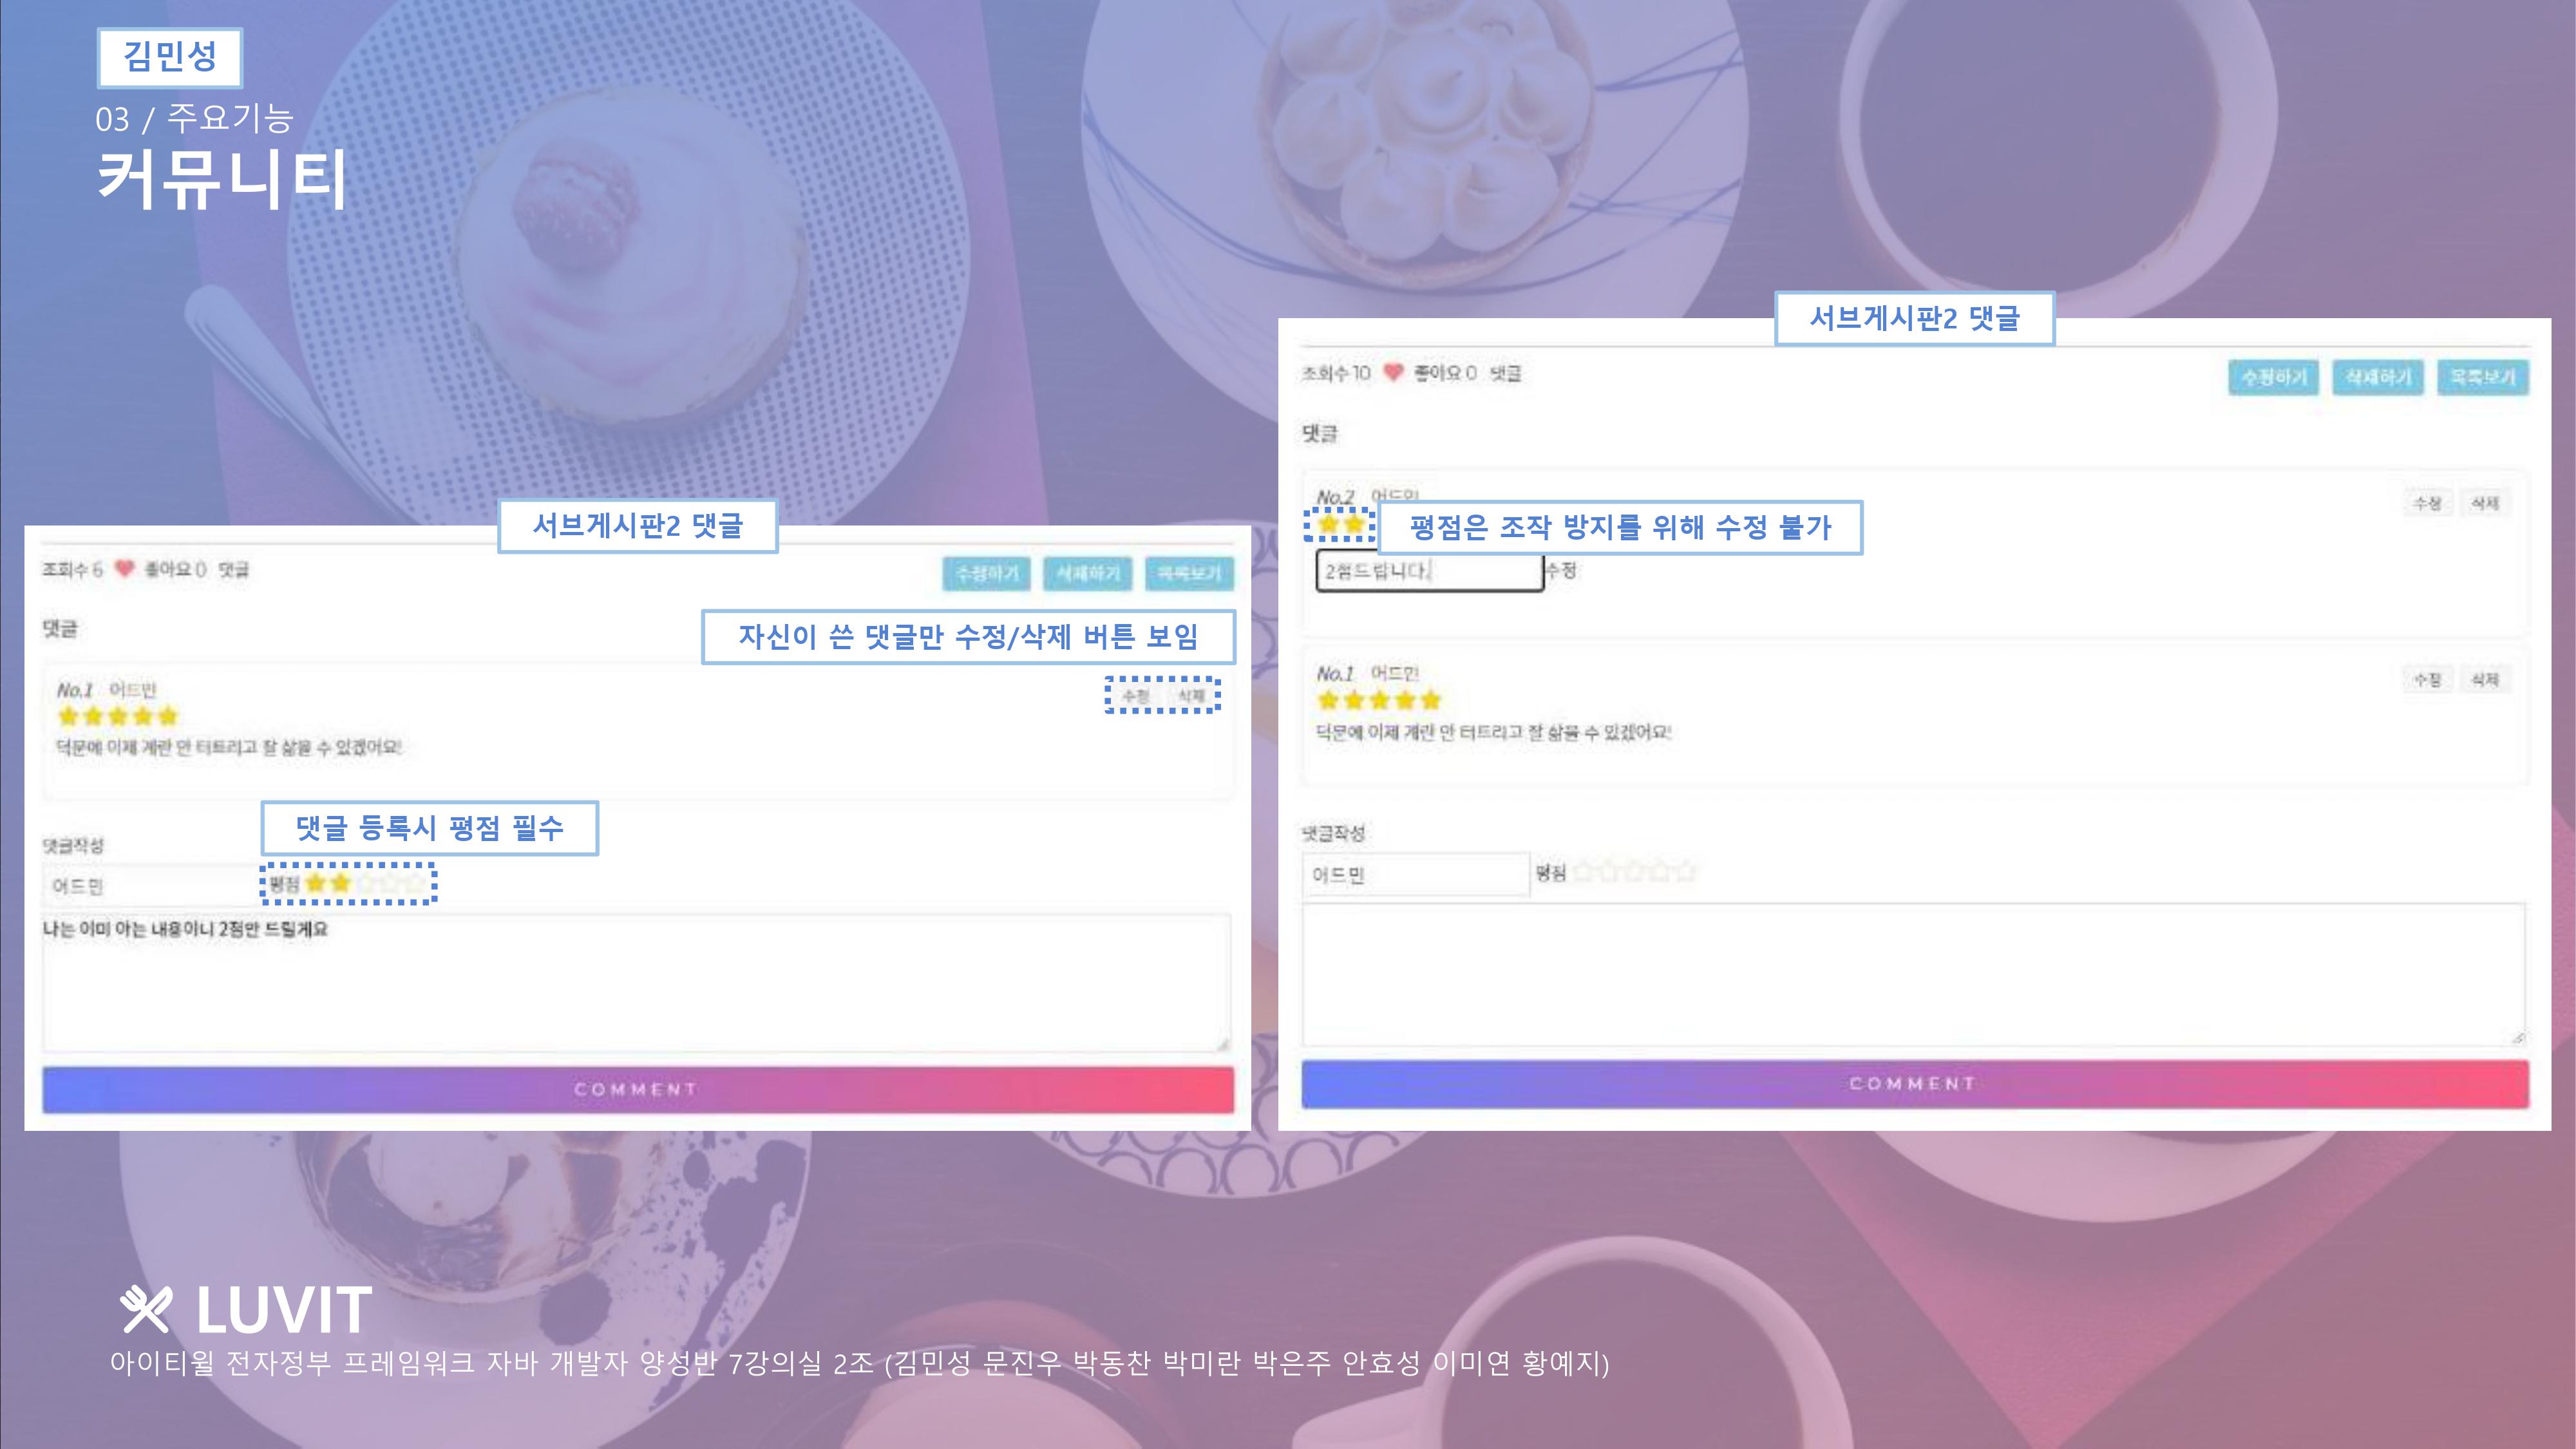 김민성
03 / 주요기능
커뮤니티
서브게시판2 댓글
조회수 6 좋아요 0 댓글
수정하기 삭제하기 목록보기
댓글
자신이 쓴 댓글만 수정/삭제 버튼 보임
No.1 어드민
수정 삭제
덕분에 이제 계란 안 터트리고 잘 삶을 수 있겠어요!
댓글 등록시 평점 필수
댓글작성
어드민
평점
나는 이미 아는 내용이니 2점만 드릴게요
COMMENT
서브게시판2 댓글
조회수 10 좋아요 0 댓글
수정하기 삭제하기 목록보기
댓글
No.2 어드민
수정 삭제
평점은 조작 방지를 위해 수정 불가
2점드립니다.
수정
No.1 어드민
수정 삭제
덕분에 이제 계란 안 터트리고 잘 삶을 수 있겠어요!
댓글작성
어드민
평점
COMMENT
LUVIT
아이티윌 전자정부 프레임워크 자바 개발자 양성반 7강의실 2조 (김민성 문진우 박동찬 박미란 박은주 안효성 이미연 황예지)